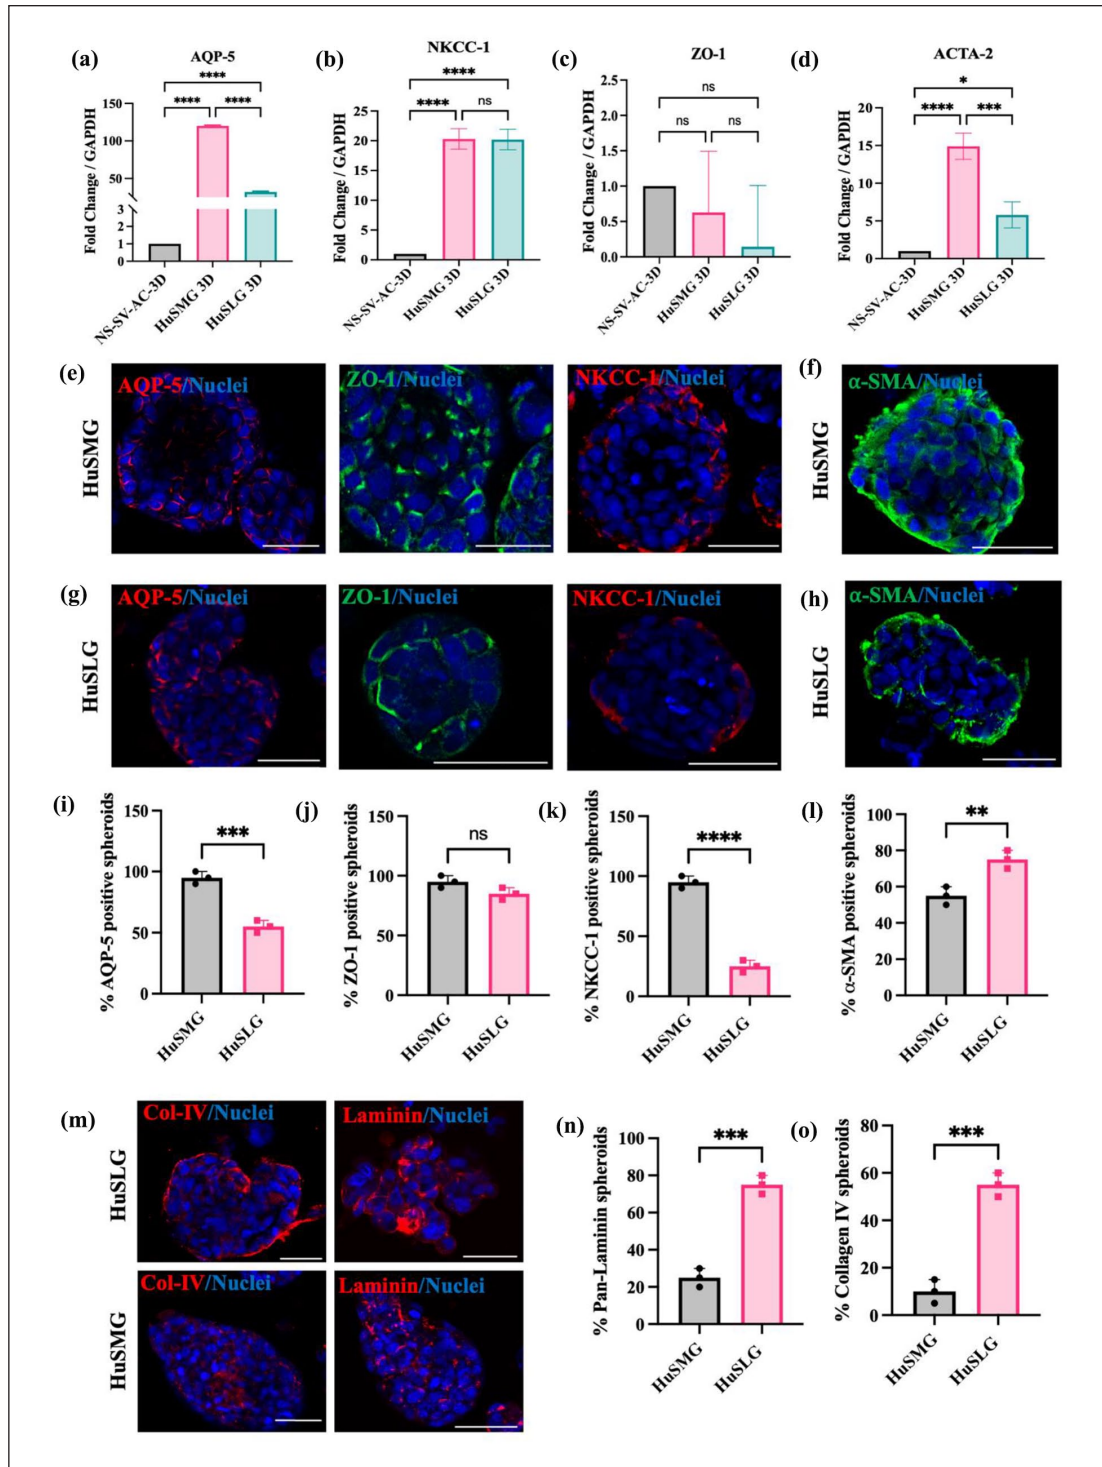 (a)
AQP-5
****
****
****
Fold Change / GAPDH
150
100
50
3
2
1
0
NS-SV-AC-3D
HuSMG 3D
HuSLG 3D
(b)
NKCC-1
****
****
ns
Fold Change / GAPDH
25
20
15
10
5
0
NS-SV-AC-3D
HuSMG 3D
HuSLG 3D
(c)
ZO-1
ns
ns
ns
Fold Change / GAPDH
2.5
2.0
1.5
1.0
0.5
0.0
NS-SV-AC-3D
HuSMG 3D
HuSLG 3D
(d)
ACTA-2
*
****
***
Fold Change / GAPDH
20
15
10
5
0
NS-SV-AC-3D
HuSMG 3D
HuSLG 3D
(e)
HuSMG
AQP-5/Nuclei
ZO-1/Nuclei
NKCC-1/Nuclei
(f)
HuSMG
α-SMA/Nuclei
(g)
HuSLG
AQP-5/Nuclei
ZO-1/Nuclei
NKCC-1/Nuclei
(h)
HuSLG
α-SMA/Nuclei
(i)
% AQP-5 positive spheroids
150
100
50
0
***
HuSMG
HuSLG
(j)
% ZO-1 positive spheroids
150
100
50
0
ns
HuSMG
HuSLG
(k)
% NKCC-1 positive spheroids
150
100
50
0
****
HuSMG
HuSLG
(l)
% α-SMA positive spheroids
100
80
60
40
20
0
**
HuSMG
HuSLG
(m)
HuSLG
Col-IV/Nuclei
Laminin/Nuclei
HuSMG
Col-IV/Nuclei
Laminin/Nuclei
(n)
% Pan-Laminin spheroids
100
80
60
40
20
0
***
HuSMG
HuSLG
(o)
% Collagen IV spheroids
80
60
40
20
0
***
HuSMG
HuSLG